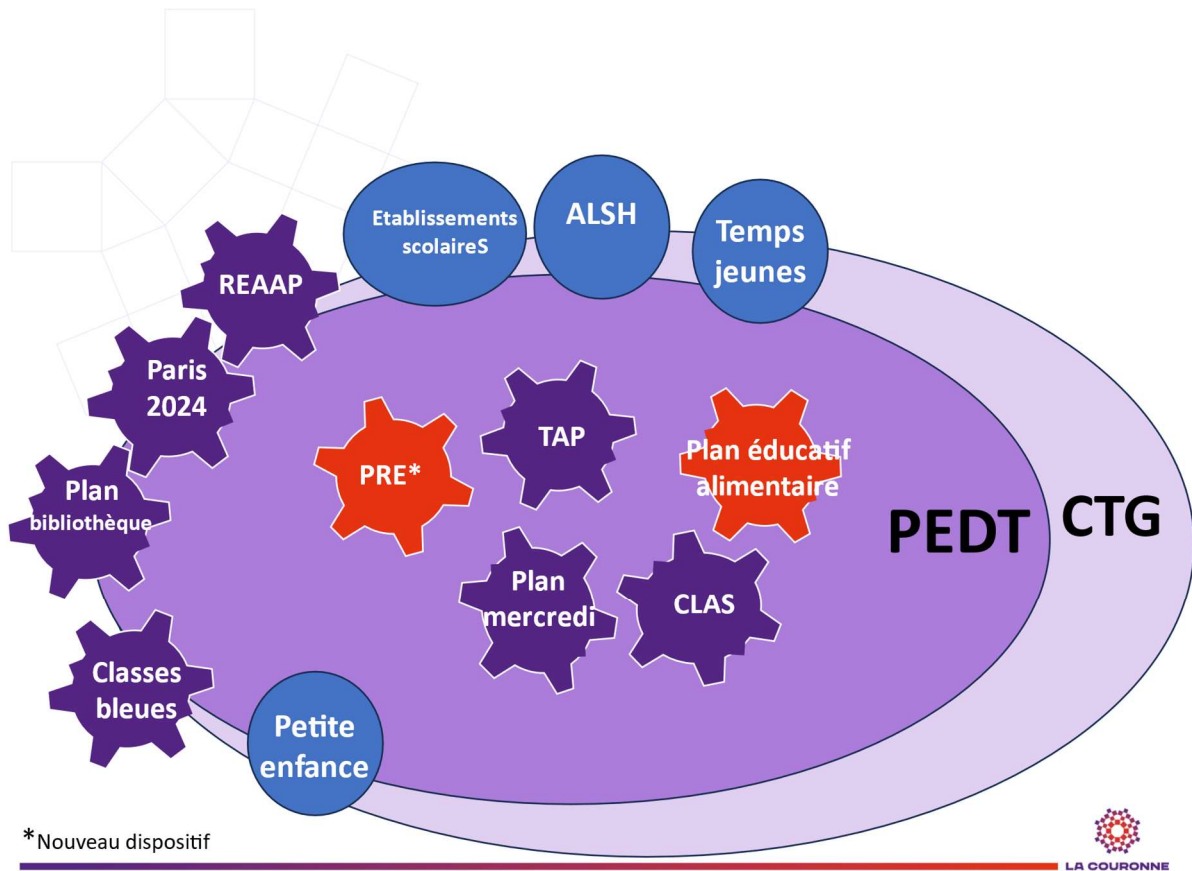 Etablissements
scolaireS
ALSH
Temps
jeunes
REAAP
Paris
2024
Plan
bibliothèque
Classes
bleues
PRE*
TAP
Plan éducatif
alimentaire
Plan
mercredi
CLAS
PEDT
CTG
Petite
enfance
*Nouveau dispositif
LA COURONNE